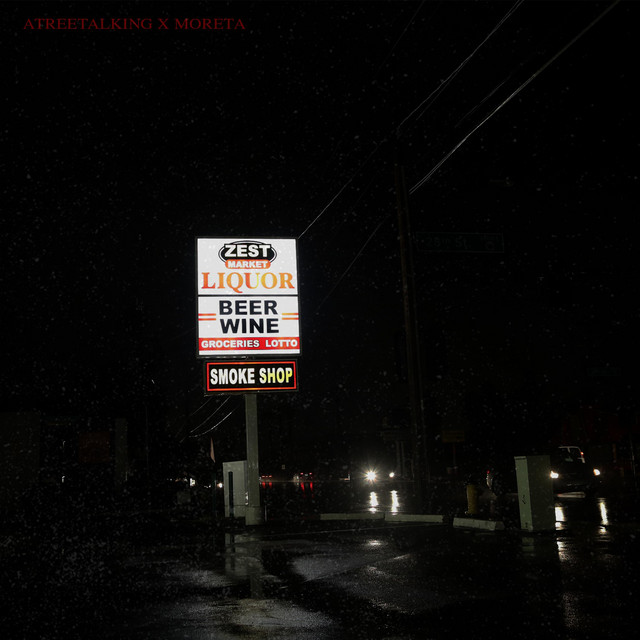 ATREETALKING X MORETA
ZEST
MARKET
LIQUOR
BEER
WINE
GROCERIES LOTTO
SMOKE SHOP